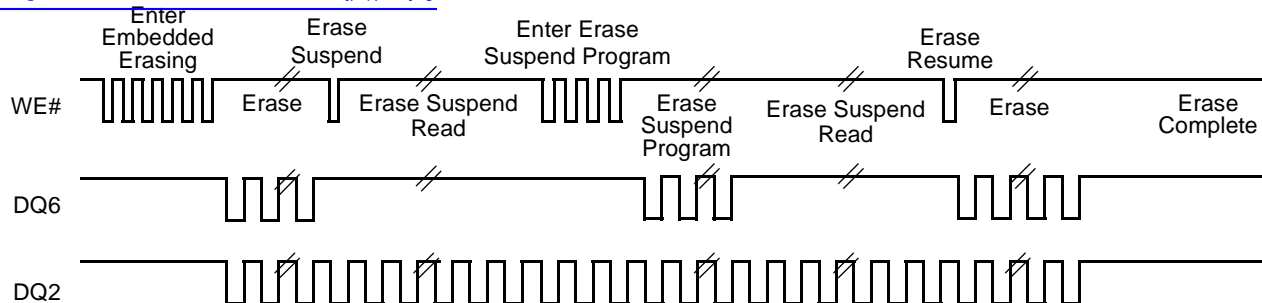 Enter
Embedded
Erasing
Erase
Suspend
Enter Erase
Suspend Program
Erase
Resume
WE#
Erase
Erase Suspend
Read
Erase
Suspend
Program
Erase Suspend
Read
Erase
Erase
Complete
DQ6
DQ2